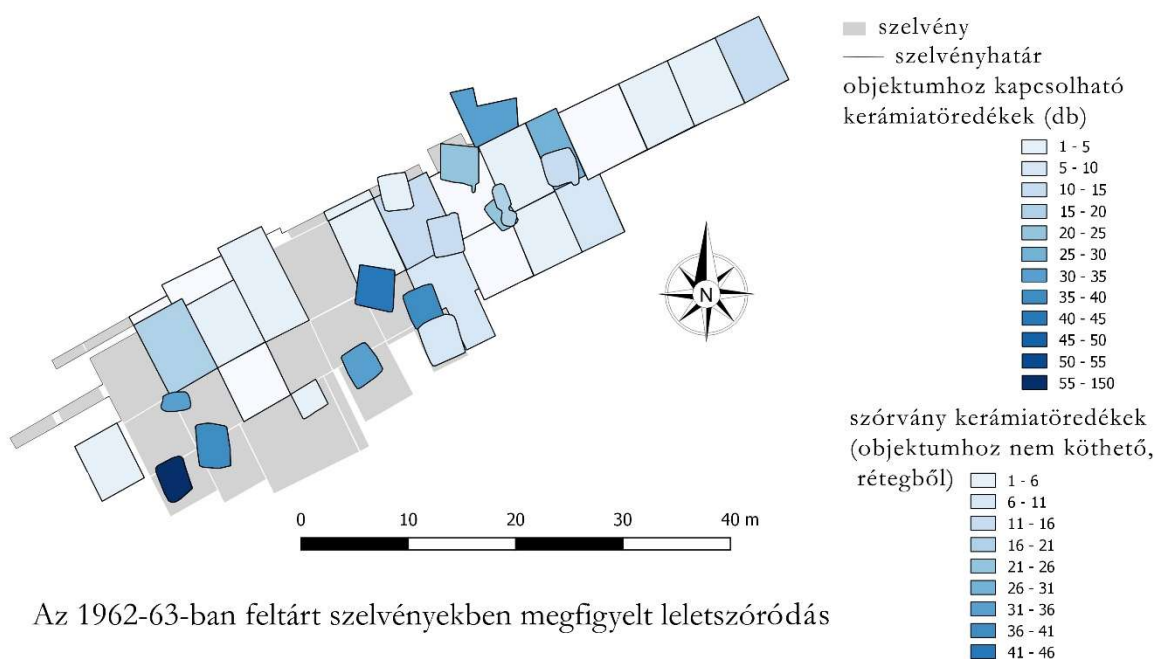 szelvény
szelvényhatár
objektumhoz kapcsolható
kerámiatöredékek (db)
1 - 5
5 - 10
10 - 15
15 - 20
20 - 25
25 - 30
30 - 35
35 - 40
40 - 45
45 - 50
50 - 55
55 - 150
szórvány kerámiatöredékek
(objektumhoz nem köthető,
rétegből)
1 - 6
6 - 11
11 - 16
16 - 21
21 - 26
26 - 31
31 - 36
36 - 41
41 - 46
N
0 10 20 30 40 m
Az 1962-63-ban feltárt szelvényekben megfigyelt leletszóródás